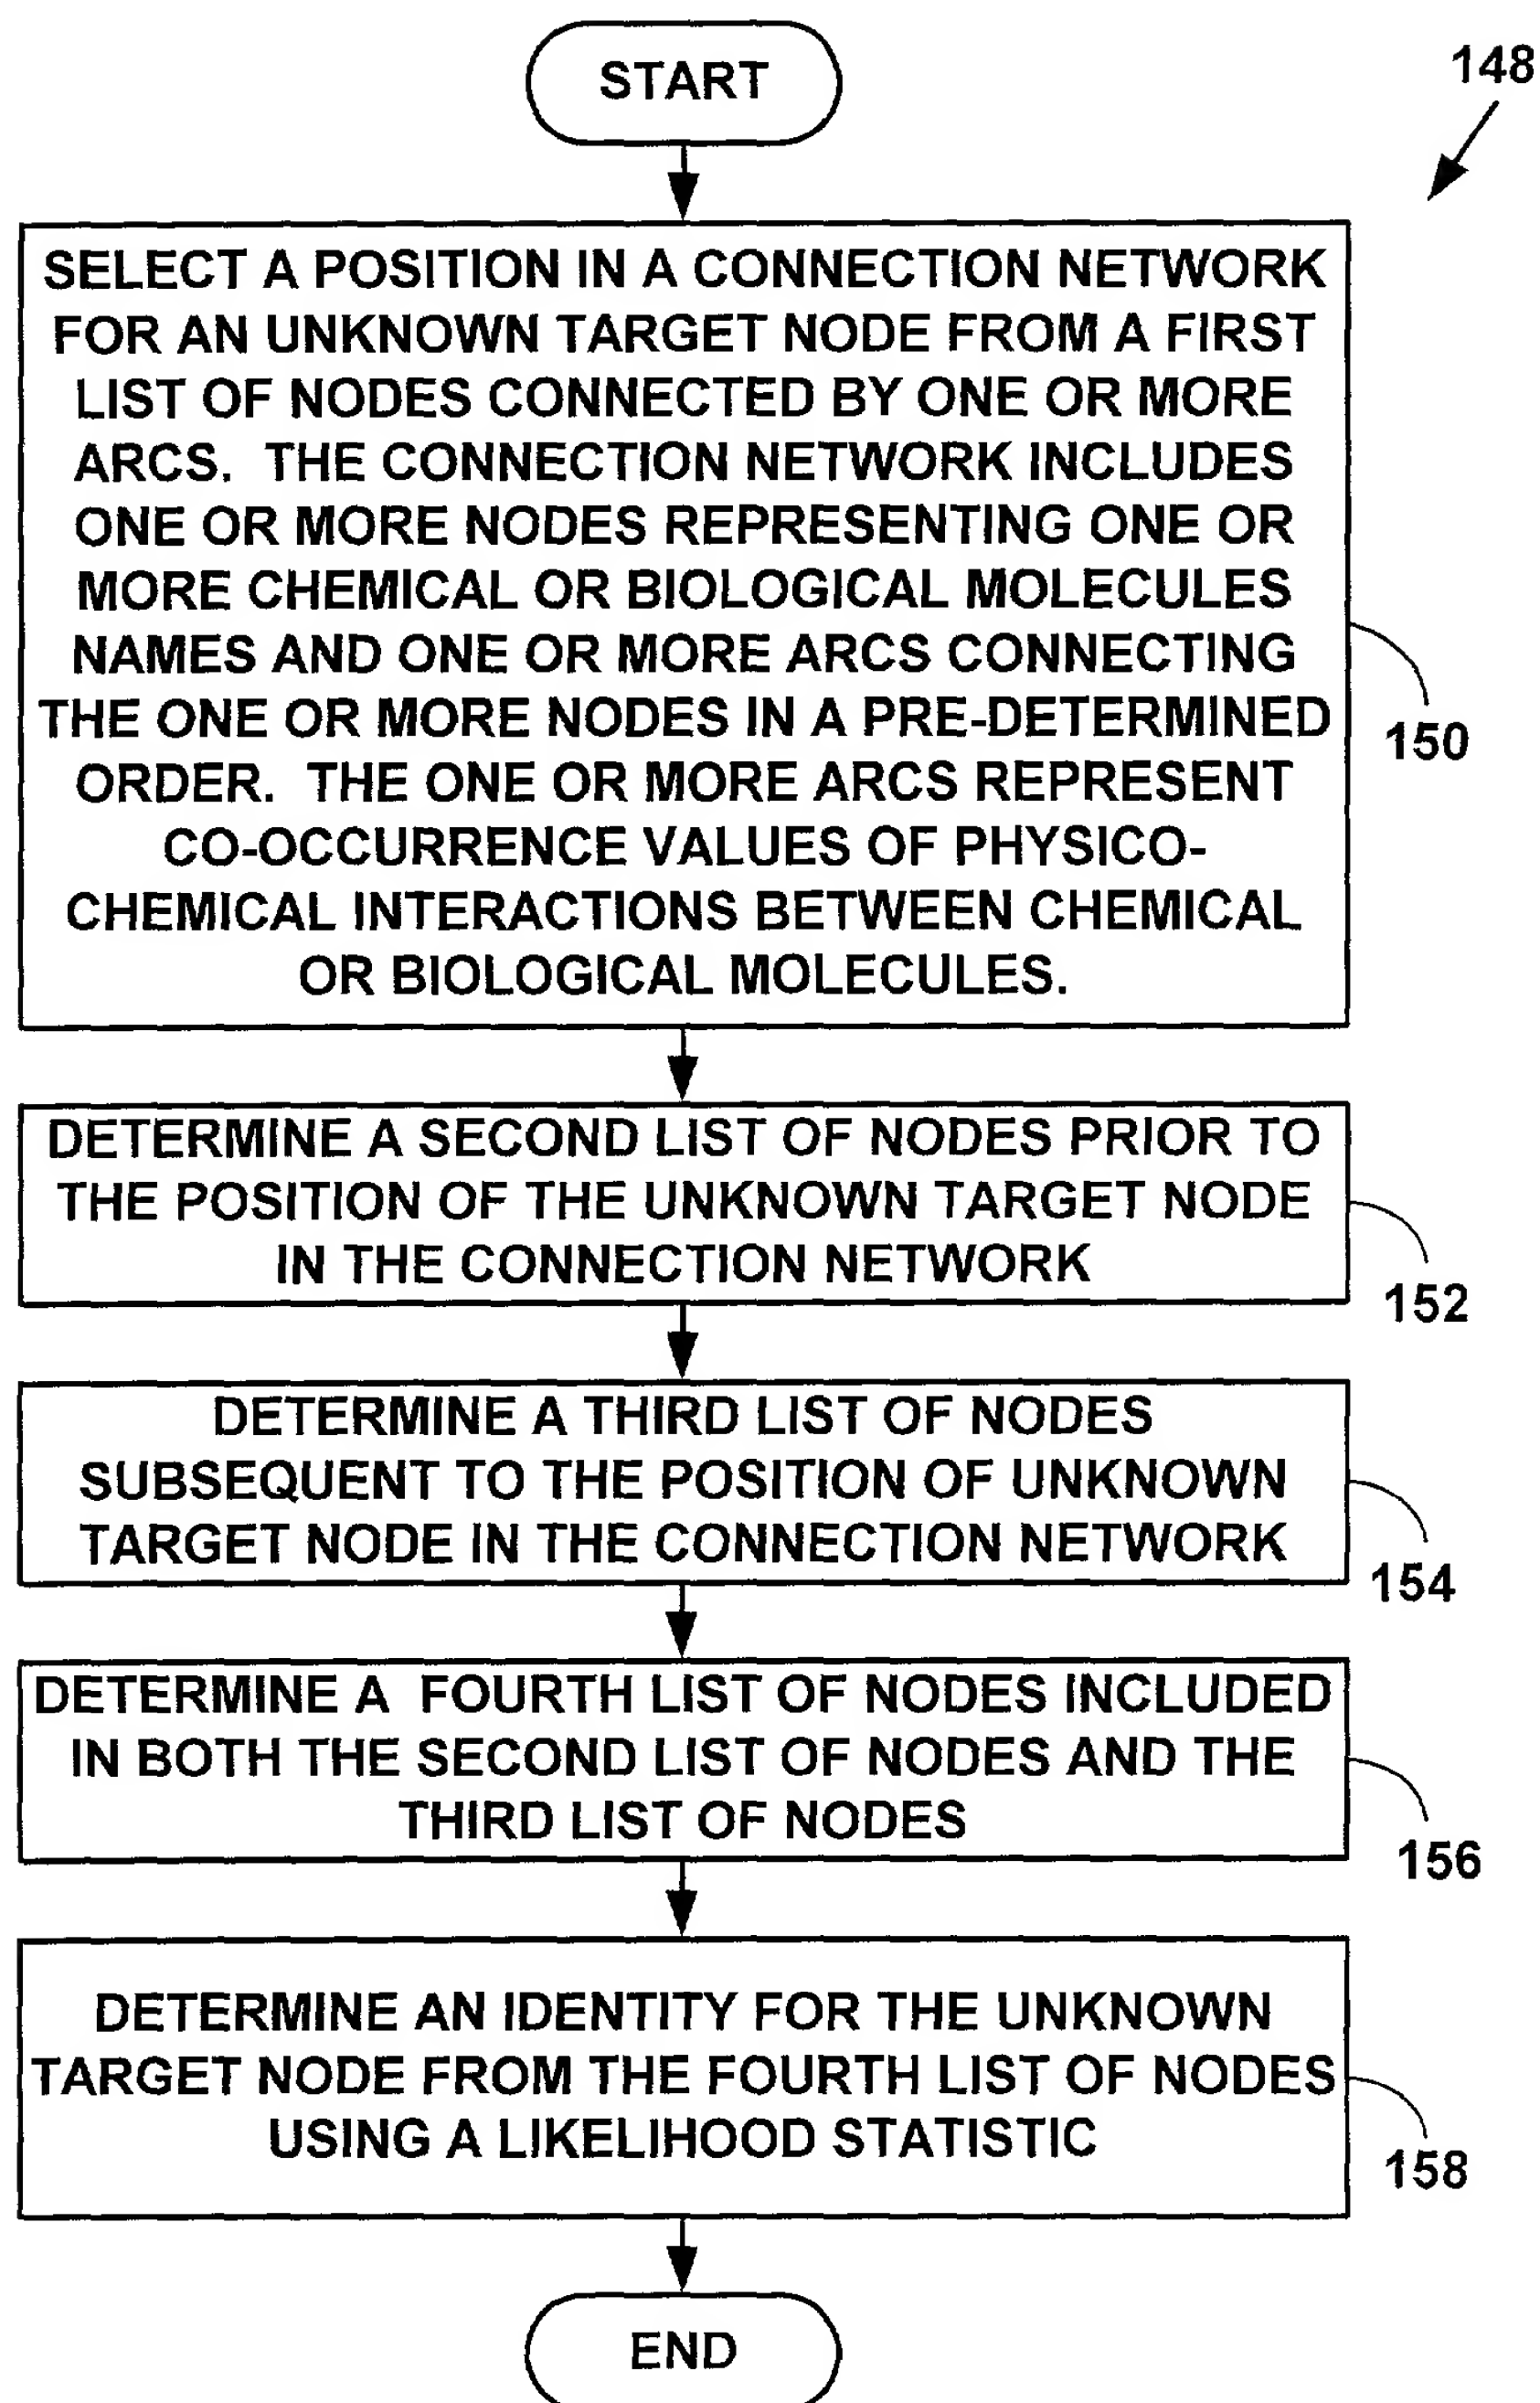 START
148
SELECT A POSITION IN A CONNECTION NETWORK
FOR AN UNKNOWN TARGET NODE FROM A FIRST
LIST OF NODES CONNECTED BY ONE OR MORE
ARCS. THE CONNECTION NETWORK INCLUDES
ONE OR MORE NODES REPRESENTING ONE OR
MORE CHEMICAL OR BIOLOGICAL MOLECULES
NAMES AND ONE OR MORE ARCS CONNECTING
THE ONE OR MORE NODES IN A PRE-DETERMINED
ORDER. THE ONE OR MORE ARCS REPRESENT
CO-OCCURRENCE VALUES OF PHYSICO-
CHEMICAL INTERACTIONS BETWEEN CHEMICAL
OR BIOLOGICAL MOLECULES.
150
DETERMINE A SECOND LIST OF NODES PRIOR TO
THE POSITION OF THE UNKNOWN TARGET NODE
IN THE CONNECTION NETWORK
152
DETERMINE A THIRD LIST OF NODES
SUBSEQUENT TO THE POSITION OF UNKNOWN
TARGET NODE IN THE CONNECTION NETWORK
154
DETERMINE A FOURTH LIST OF NODES INCLUDED
IN BOTH THE SECOND LIST OF NODES AND THE
THIRD LIST OF NODES
156
DETERMINE AN IDENTITY FOR THE UNKNOWN
TARGET NODE FROM THE FOURTH LIST OF NODES
USING A LIKELIHOOD STATISTIC
158
END